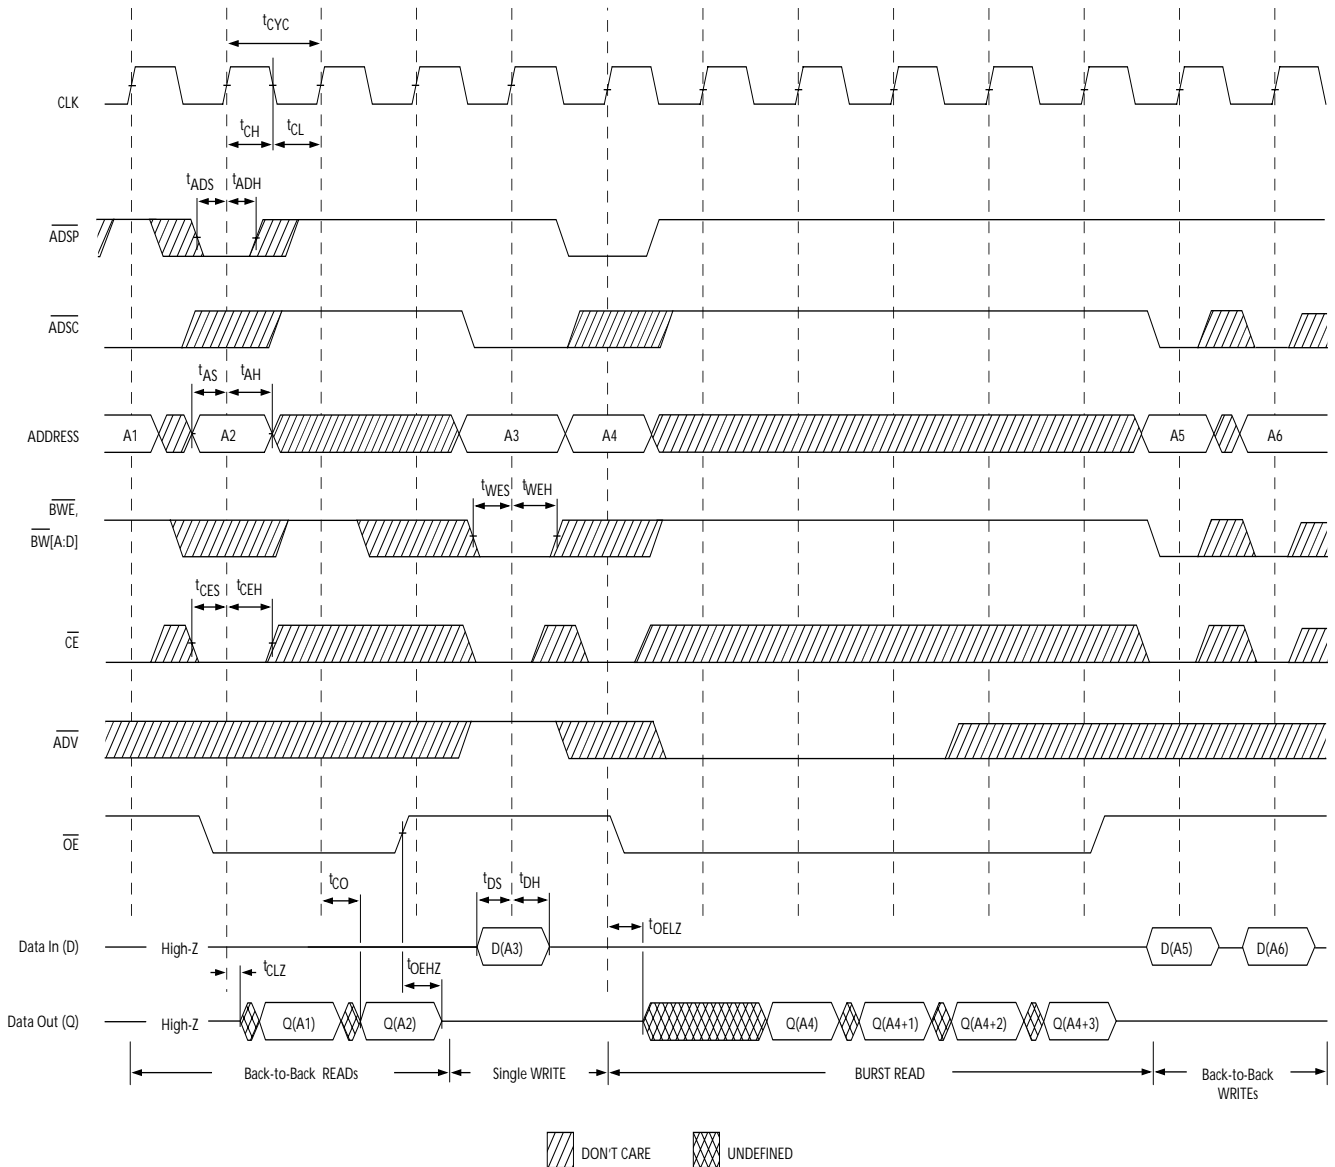 tCYC
CLK
tCH
tCL
tADS
tADH
ADSP
ADSC
tAS
tAH
ADDRESS
A1
A2
A3
A4
A5
A6
tWES
tWEH
BWE,
BW[A:D]
tCES
tCEH
CE
ADV
OE
tCO
tDS
tDH
tOELZ
Data In (D)
High-Z
D(A3)
D(A5)
D(A6)
tCLZ
tOEHZ
Data Out (Q)
High-Z
Q(A1)
Q(A2)
Q(A4)
Q(A4+1)
Q(A4+2)
Q(A4+3)
Back-to-Back READs
Single WRITE
BURST READ
Back-to-Back
WRITEs
DON'T CARE
UNDEFINED